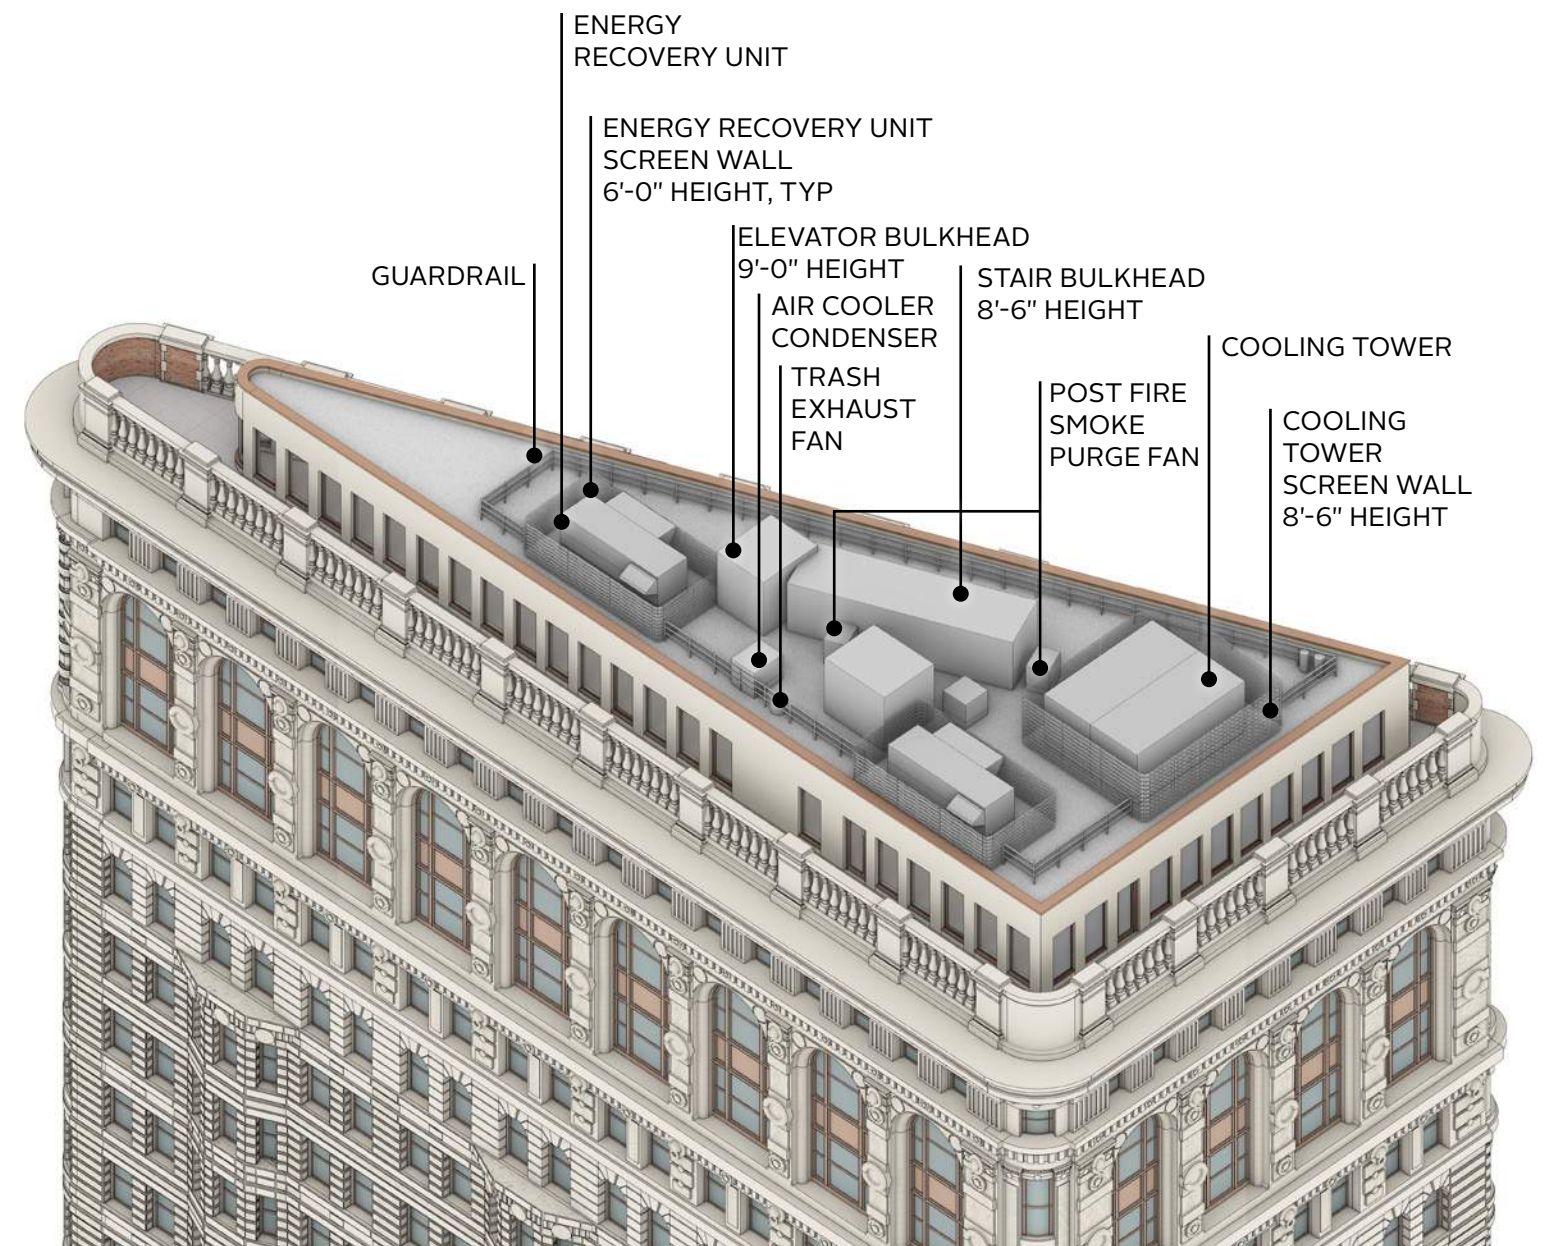 ENERGY
RECOVERY UNIT
ENERGY RECOVERY UNIT
SCREEN WALL
6'-0" HEIGHT, TYP
ELEVATOR BULKHEAD
9'-0" HEIGHT
GUARDRAIL
STAIR BULKHEAD
8'-6" HEIGHT
AIR COOLER
CONDENSER
COOLING TOWER
TRASH
EXHAUST
FAN
POST FIRE
SMOKE
PURGE FAN
COOLING
TOWER
SCREEN WALL
8'-6" HEIGHT